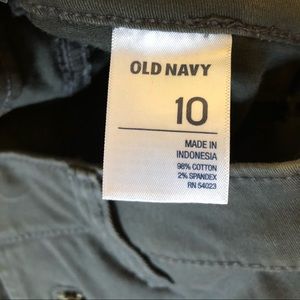 OLD NAVY
10
MADE IN
INDONESIA
98% COTTON
2% SPANDEX
RN 54023